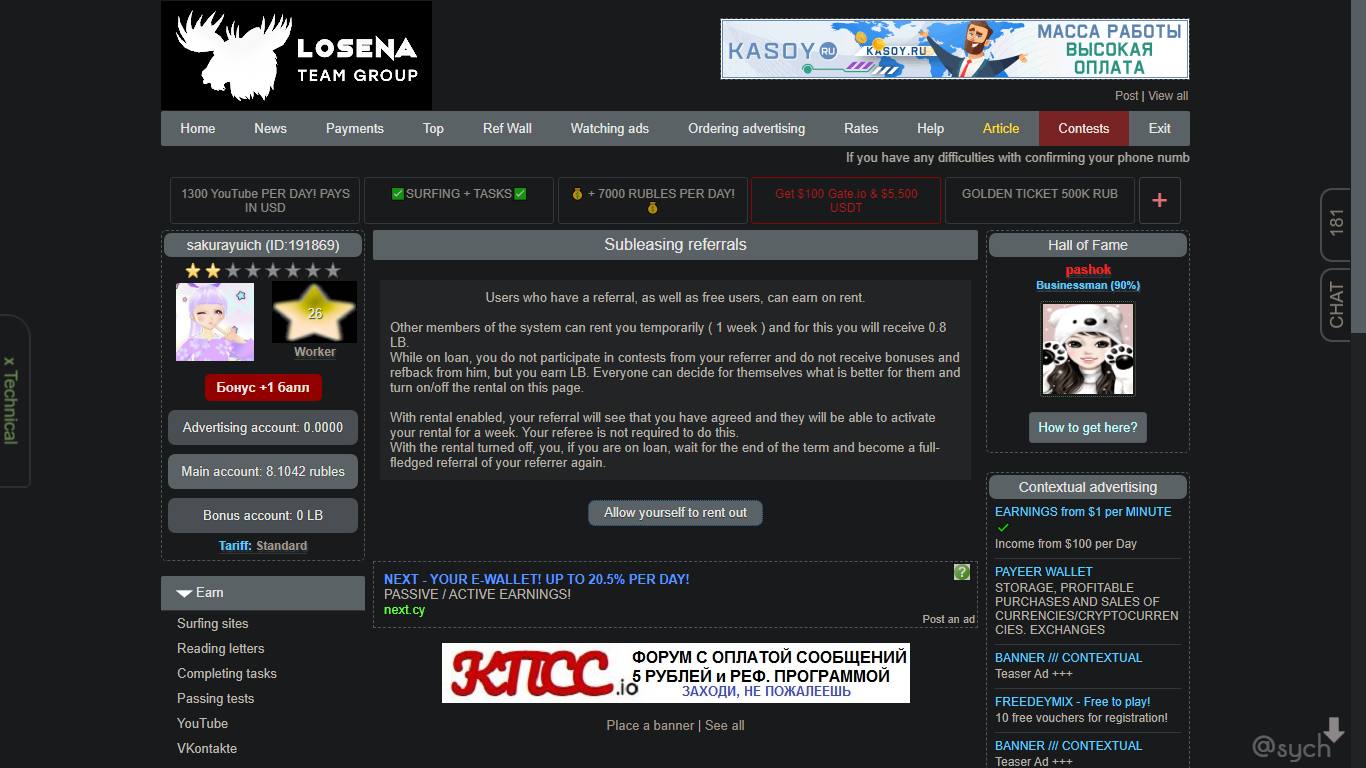 LOSENA
TEAM GROUP
KASOY RU
KASOY.RU
МАССА РАБОТЫ
ВЫСОКАЯ
ОПЛАТА
Post | View all
Home News Payments Top Ref Wall Watching ads Ordering advertising Rates Help Article Contests Exit
If you have any difficulties with confirming your phone numb
1300 YouTube PER DAY! PAYS
IN USD
✅SURFING + TASKS✅
💰 + 7000 RUBLES PER DAY!
💰
Get $100 Gate.io & $5,500
USDT
GOLDEN TICKET 500K RUB
+
181
CHAT
x Technical
sakurayuich (ID:191869)
26
Worker
Бонус +1 балл
Advertising account: 0.0000
Main account: 8.1042 rubles
Bonus account: 0 LB
Tariff: Standard
Earn
Surfing sites
Reading letters
Completing tasks
Passing tests
YouTube
VKontakte
Subleasing referrals
Users who have a referral, as well as free users, can earn on rent.
Other members of the system can rent you temporarily ( 1 week ) and for this you will receive 0.8
LB.
While on loan, you do not participate in contests from your referrer and do not receive bonuses and
refback from him, but you earn LB. Everyone can decide for themselves what is better for them and
turn on/off the rental on this page.
With rental enabled, your referral will see that you have agreed and they will be able to activate
your rental for a week. Your referee is not required to do this.
With the rental turned off, you, if you are on loan, wait for the end of the term and become a full-
fledged referral of your referrer again.
Allow yourself to rent out
NEXT - YOUR E-WALLET! UP TO 20.5% PER DAY!
PASSIVE / ACTIVE EARNINGS!
next.cy
?
Post an ad
КПСС.io
ФОРУМ С ОПЛАТОЙ СООБЩЕНИЙ
5 РУБЛЕЙ и РЕФ. ПРОГРАММОЙ
ЗАХОДИ, НЕ ПОЖАЛЕЕШЬ
Place a banner | See all
Hall of Fame
pashok
Businessman (90%)
How to get here?
Contextual advertising
EARNINGS from $1 per MINUTE
✓
Income from $100 per Day
PAYEER WALLET
STORAGE, PROFITABLE
PURCHASES AND SALES OF
CURRENCIES/CRYPTOCURREN
CIES. EXCHANGES
BANNER /// CONTEXTUAL
Teaser Ad +++
FREEDEYMIX - Free to play!
10 free vouchers for registration!
BANNER /// CONTEXTUAL
Teaser Ad +++
@sych